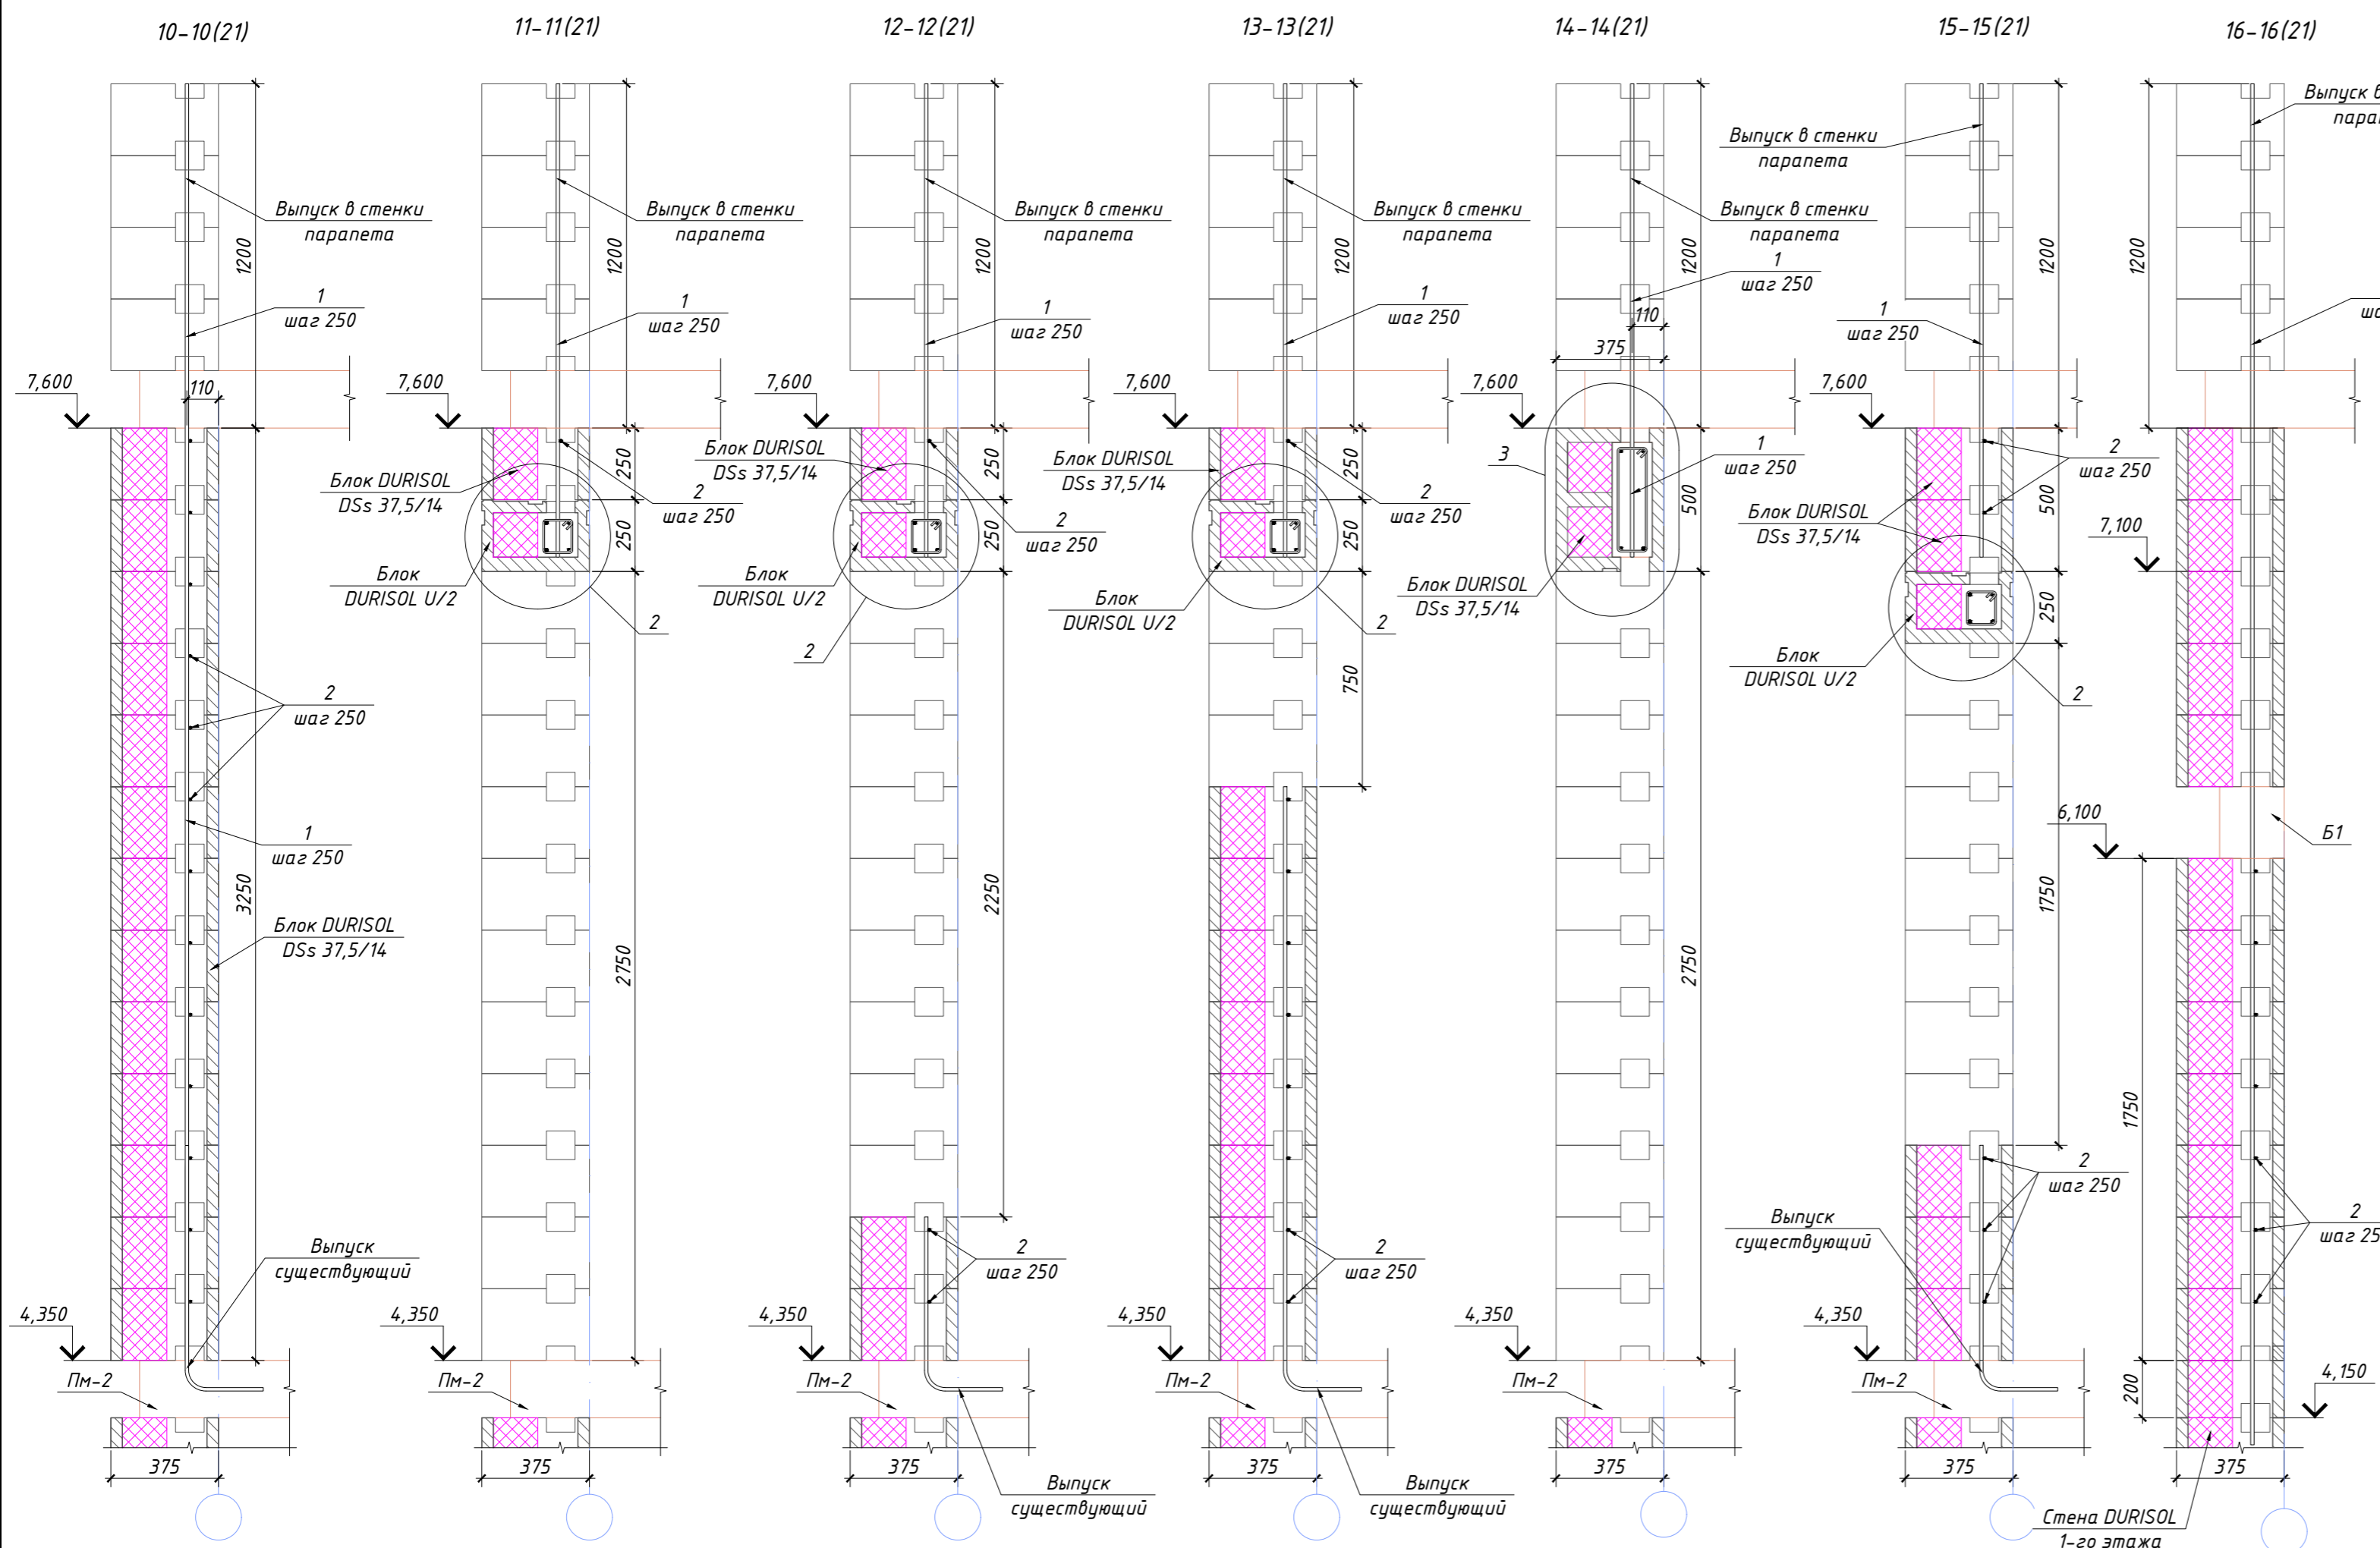 10-10(21)
11-11(21)
12-12(21)
13-13(21)
14-14(21)
15-15(21)
16-16(21)
Выпуск в стенки
парапета
1200
1
шаг 250
7,600
110
2
шаг 250
1
шаг 250
3250
Блок DURISOL
DSs 37,5/14
Выпуск
существующий
4,350
Пм-2
375
Выпуск в стенки
парапета
1200
1
шаг 250
7,600
Блок DURISOL
DSs 37,5/14
250
2
шаг 250
250
Блок
DURISOL U/2
2
2750
4,350
Пм-2
375
Выпуск в стенки
парапета
1200
1
шаг 250
7,600
Блок DURISOL
DSs 37,5/14
250
2
шаг 250
250
Блок
DURISOL U/2
2
2250
2
шаг 250
4,350
Пм-2
375
Выпуск
существующий
Выпуск в стенки
парапета
1200
1
шаг 250
7,600
Блок DURISOL
DSs 37,5/14
250
2
шаг 250
250
Блок
DURISOL U/2
2
750
2
шаг 250
4,350
Пм-2
375
Выпуск
существующий
Выпуск в стенки
парапета
1200
1
шаг 250
110
375
7,600
3
1
шаг 250
500
Блок DURISOL
DSs 37,5/14
2750
4,350
375
Выпуск в стенки
парапета
1200
1
шаг 250
7,600
2
шаг 250
500
Блок DURISOL
DSs 37,5/14
250
Блок
DURISOL U/2
2
1750
2
шаг 250
Выпуск
существующий
4,350
Пм-2
375
Выпуск
1200
7,100
6,100
Б1
1750
2
200
4,150
375
Стена DURISOL
1-го этажа